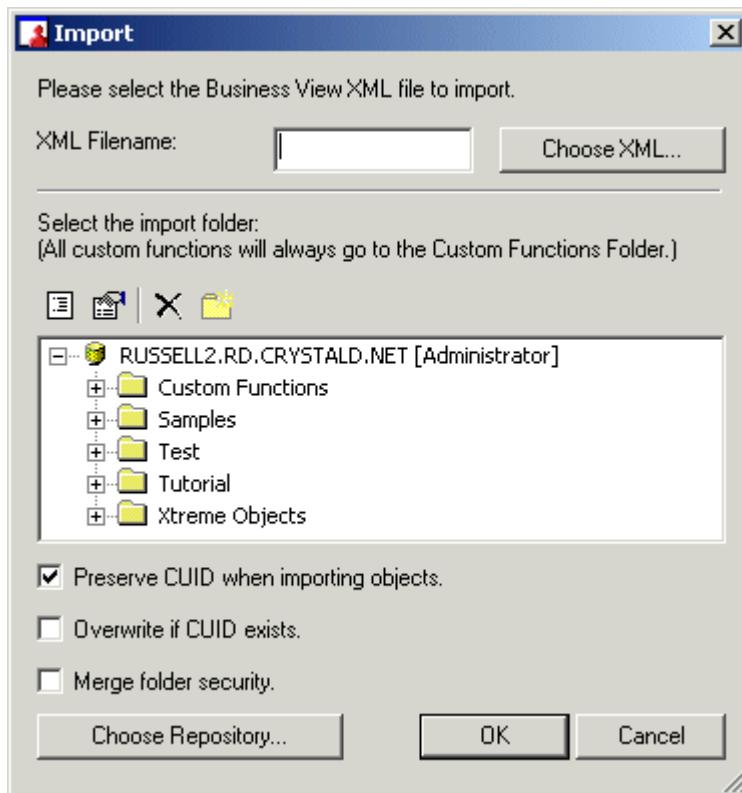 Import
Please select the Business View XML file to import.
XML Filename:
Choose XML...
Select the import folder:
(All custom functions will always go to the Custom Functions Folder.)
RUSSELL2.RD.CRYSTALD.NET [Administrator]
Custom Functions
Samples
Test
Tutorial
Xtreme Objects
Preserve CUID when importing objects.
Overwrite if CUID exists.
Merge folder security.
Choose Repository...
OK
Cancel